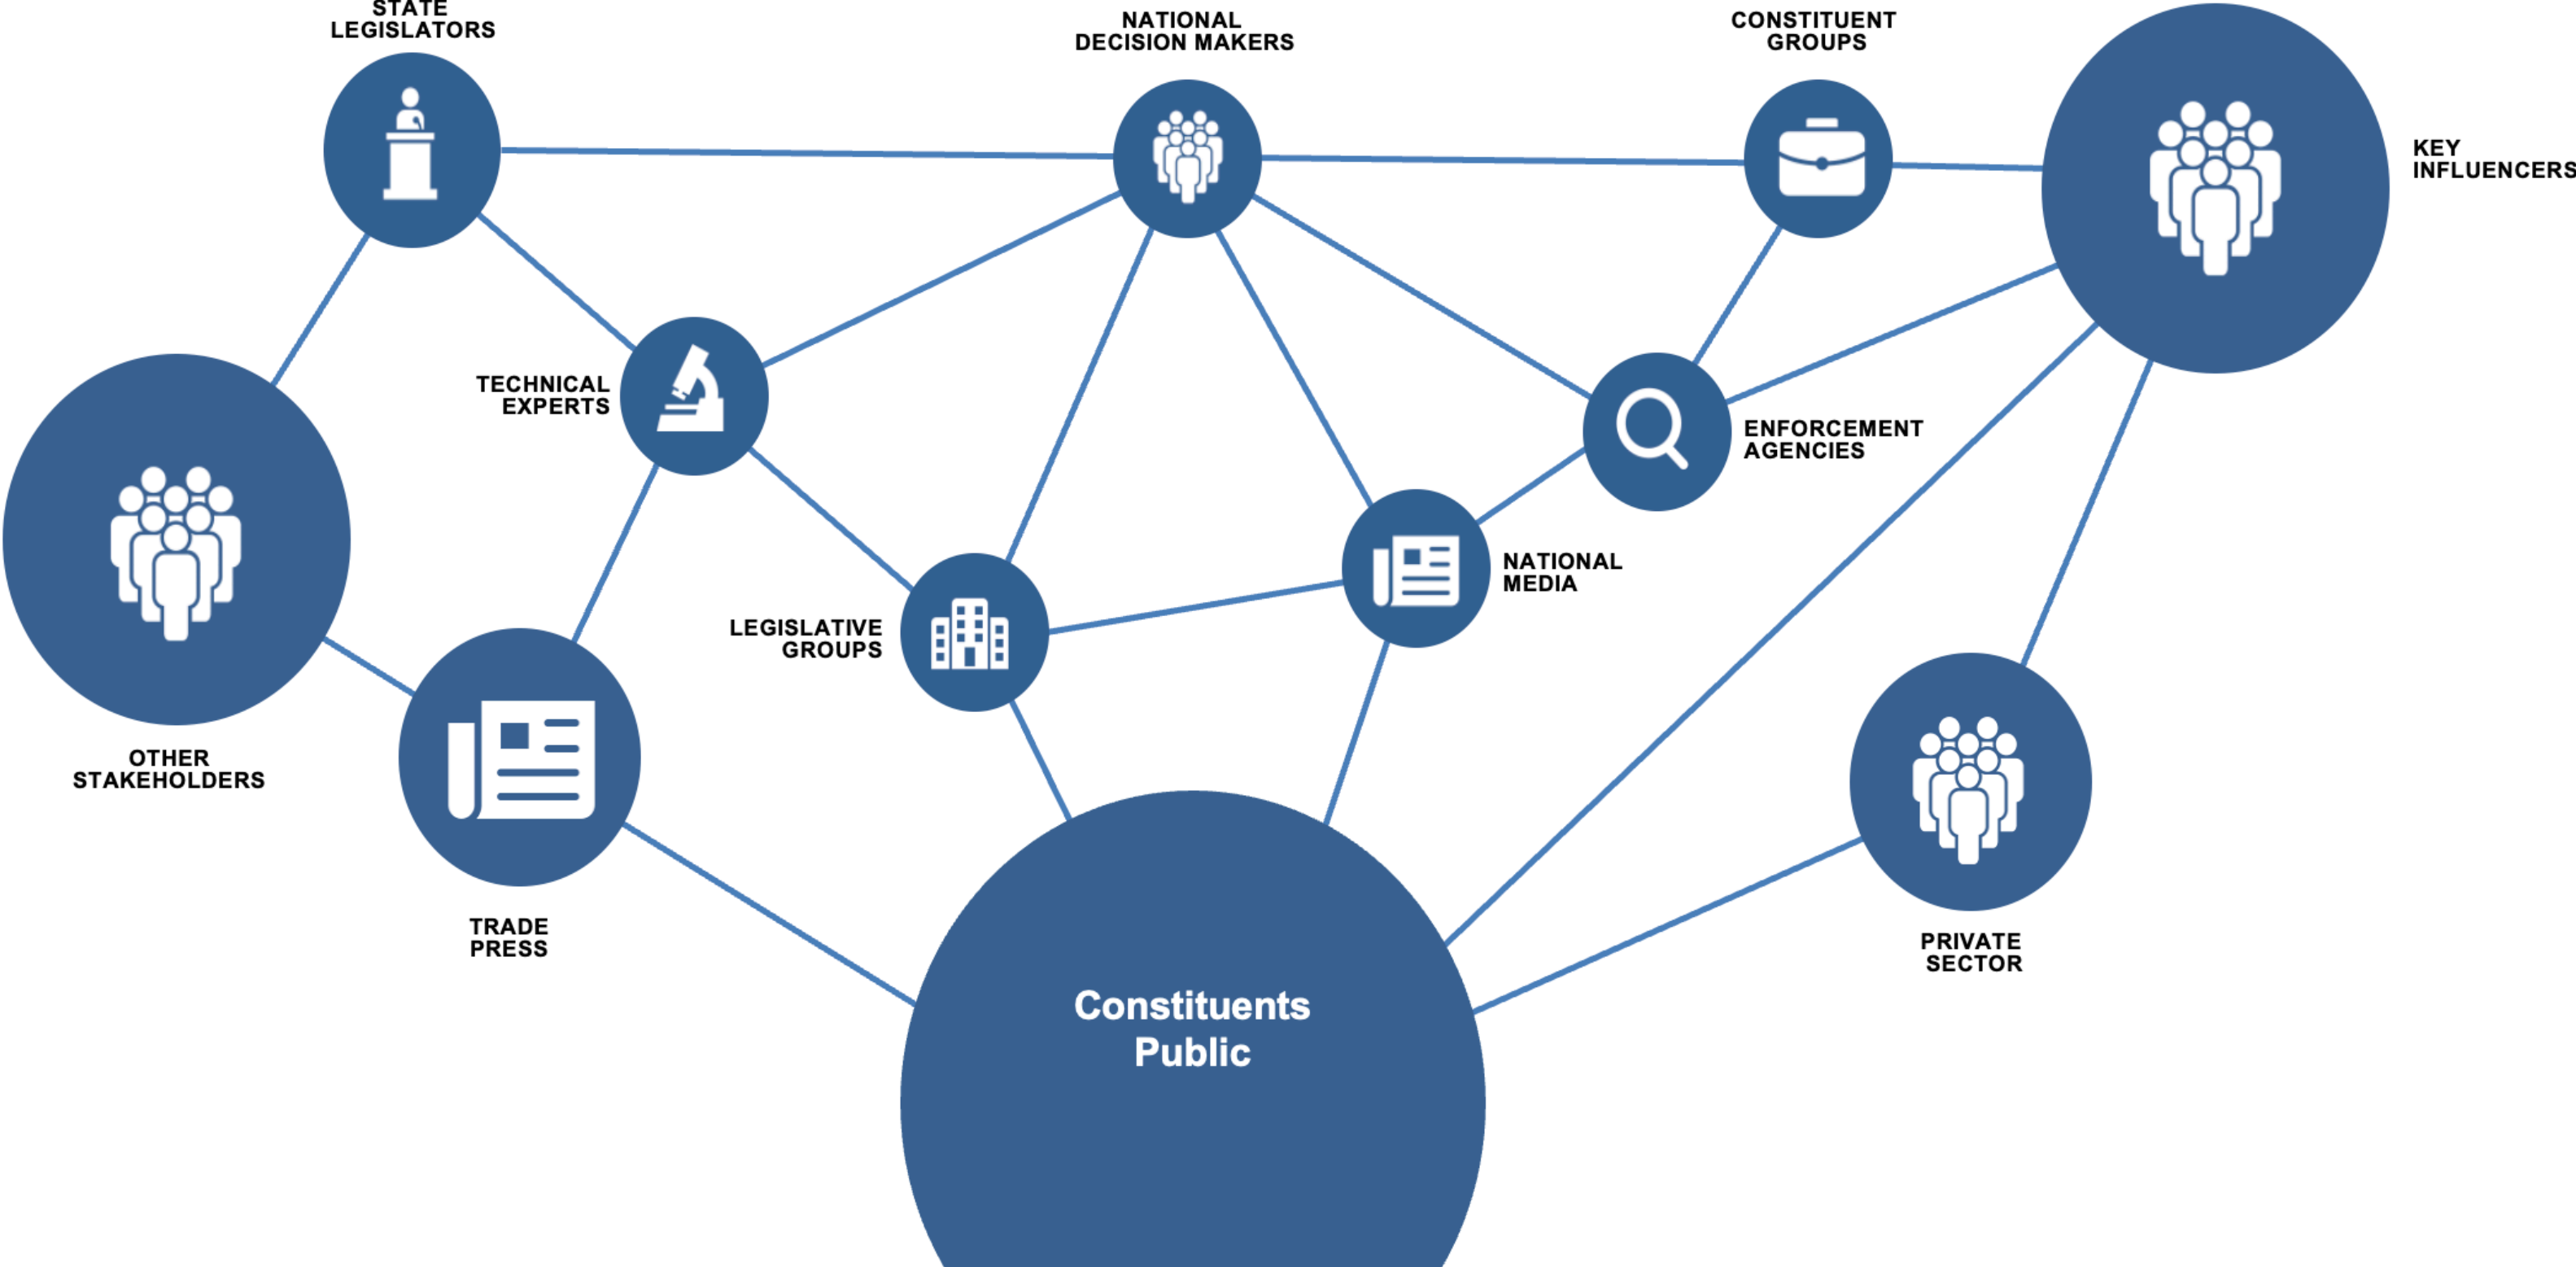 STATE
LEGISLATORS
NATIONAL
DECISION MAKERS
CONSTITUENT
GROUPS
KEY
INFLUENCERS
TECHNICAL
EXPERTS
ENFORCEMENT
AGENCIES
NATIONAL
MEDIA
LEGISLATIVE
GROUPS
OTHER
STAKEHOLDERS
TRADE
PRESS
PRIVATE
SECTOR
Constituents
Public